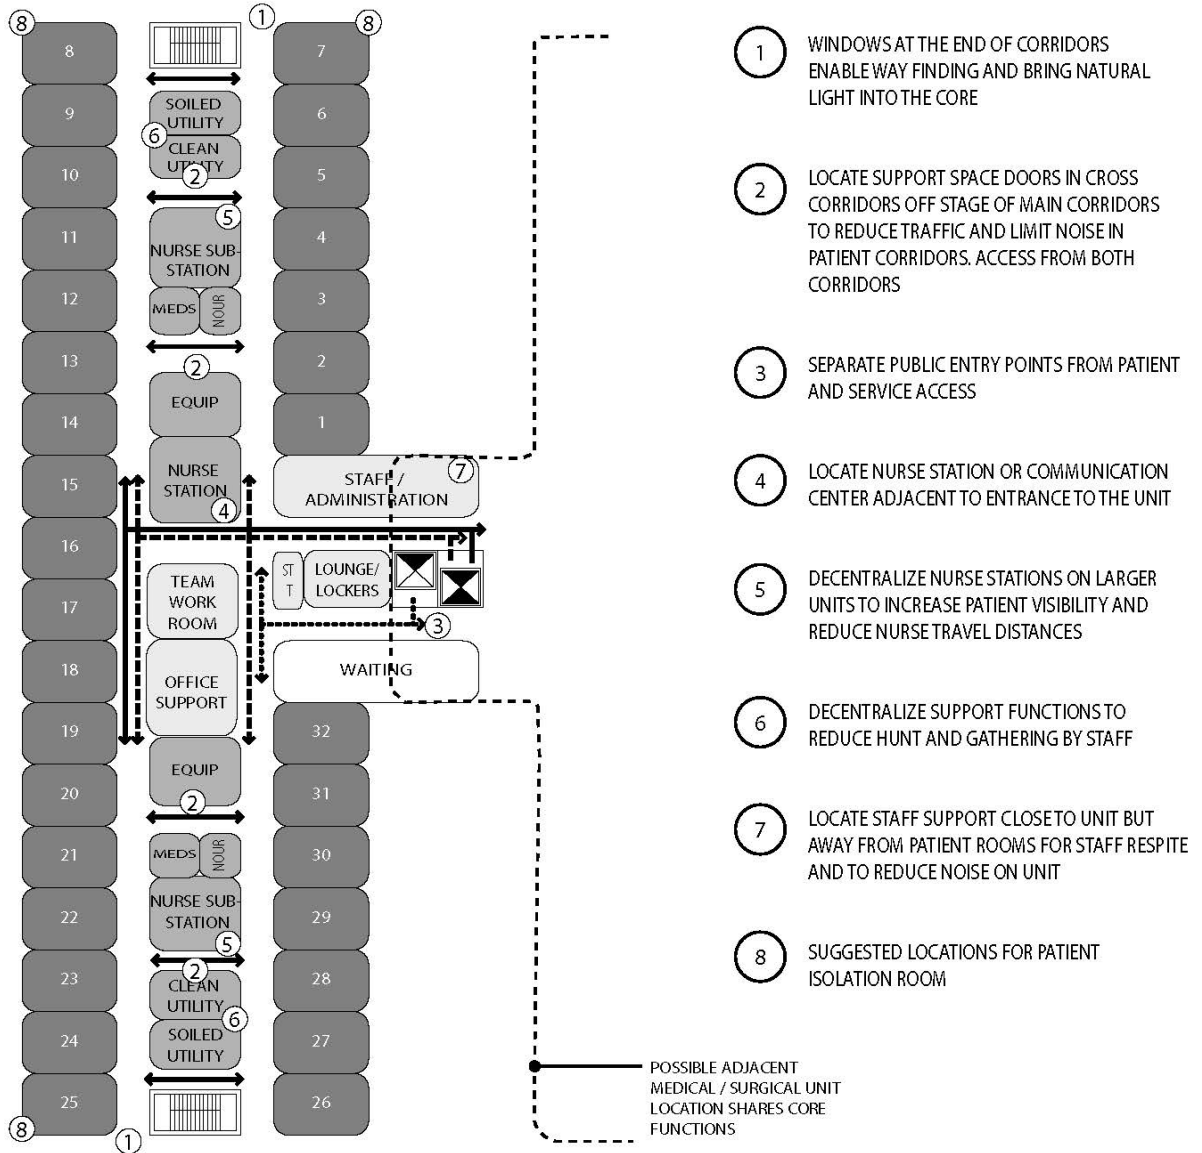 8
1
8
8
7
9
SOILED
UTILITY
6
6
CLEAN
UTILITY
10
2
5
11
5
NURSE SUB-
STATION
4
12
MEDS
NOUR
3
13
2
2
14
EQUIP
1
15
NURSE
STATION
4
STAFF /
ADMINISTRATION
7
16
ST
T
LOUNGE/
LOCKERS
17
TEAM
WORK
ROOM
3
18
OFFICE
SUPPORT
WAITING
19
32
20
EQUIP
2
31
21
MEDS
NOUR
30
22
NURSE SUB-
STATION
5
29
23
2
CLEAN
UTILITY
28
6
24
SOILED
UTILITY
27
25
26
8
1
1
WINDOWS AT THE END OF CORRIDORS
ENABLE WAY FINDING AND BRING NATURAL
LIGHT INTO THE CORE
2
LOCATE SUPPORT SPACE DOORS IN CROSS
CORRIDORS OFF STAGE OF MAIN CORRIDORS
TO REDUCE TRAFFIC AND LIMIT NOISE IN
PATIENT CORRIDORS. ACCESS FROM BOTH
CORRIDORS
3
SEPARATE PUBLIC ENTRY POINTS FROM PATIENT
AND SERVICE ACCESS
4
LOCATE NURSE STATION OR COMMUNICATION
CENTER ADJACENT TO ENTRANCE TO THE UNIT
5
DECENTRALIZE NURSE STATIONS ON LARGER
UNITS TO INCREASE PATIENT VISIBILITY AND
REDUCE NURSE TRAVEL DISTANCES
6
DECENTRALIZE SUPPORT FUNCTIONS TO
REDUCE HUNT AND GATHERING BY STAFF
7
LOCATE STAFF SUPPORT CLOSE TO UNIT BUT
AWAY FROM PATIENT ROOMS FOR STAFF RESPITE
AND TO REDUCE NOISE ON UNIT
8
SUGGESTED LOCATIONS FOR PATIENT
ISOLATION ROOM
POSSIBLE ADJACENT
MEDICAL / SURGICAL UNIT
LOCATION SHARES CORE
FUNCTIONS